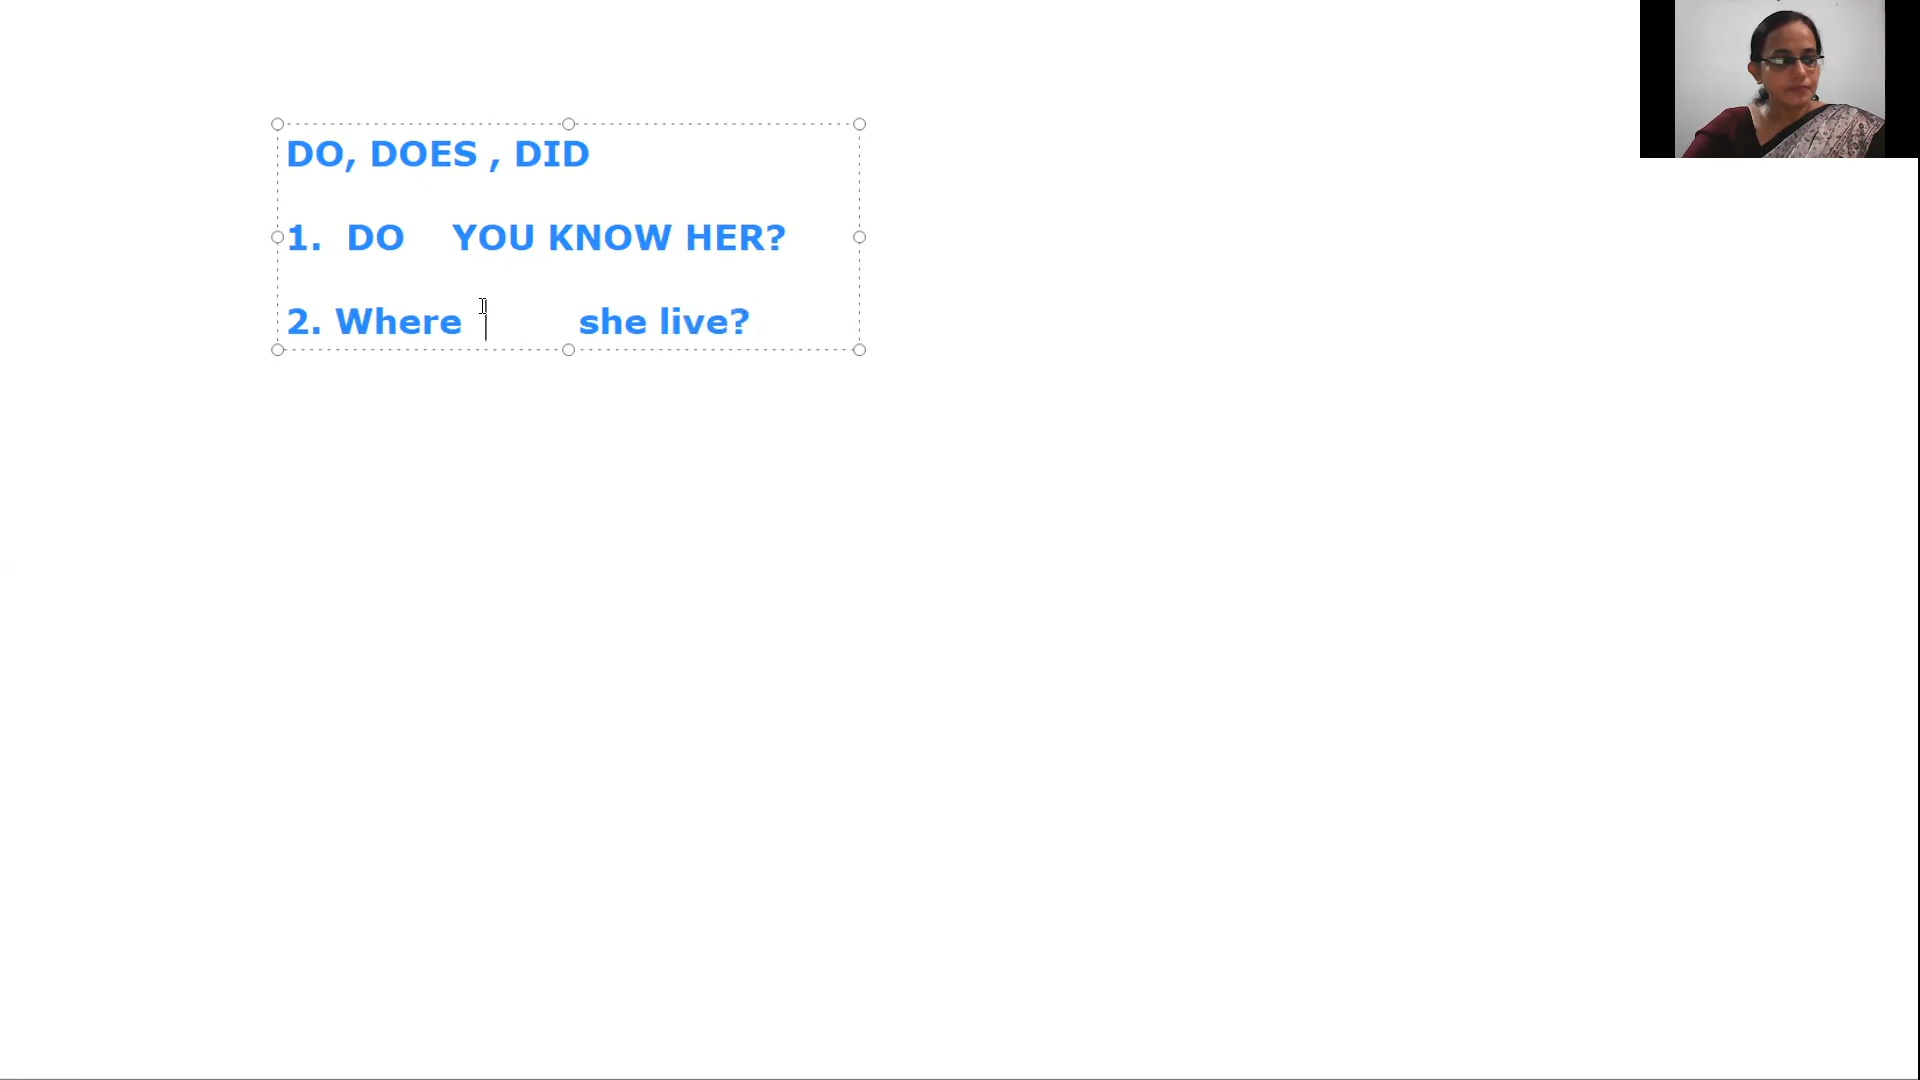 DO, DOES , DID
1. DO YOU KNOW HER?
2. Where she live?